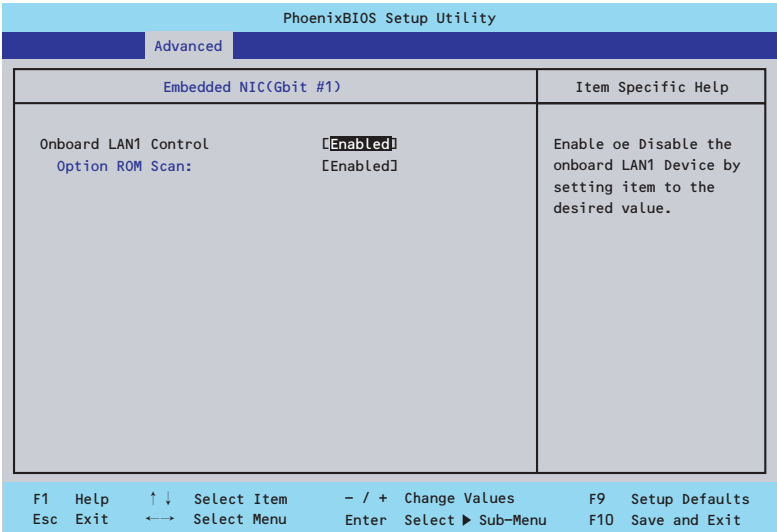 PhoenixBIOS Setup Utility
Advanced
Embedded NIC(Gbit #1)
Item Specific Help
Onboard LAN1 Control [Enabled]
Option ROM Scan: [Enabled]
Enable oe Disable the
onboard LAN1 Device by
setting item to the
desired value.
F1 Help ↑↓ Select Item - / + Change Values F9 Setup Defaults
Esc Exit ←→ Select Menu Enter Select ▶ Sub-Menu F10 Save and Exit